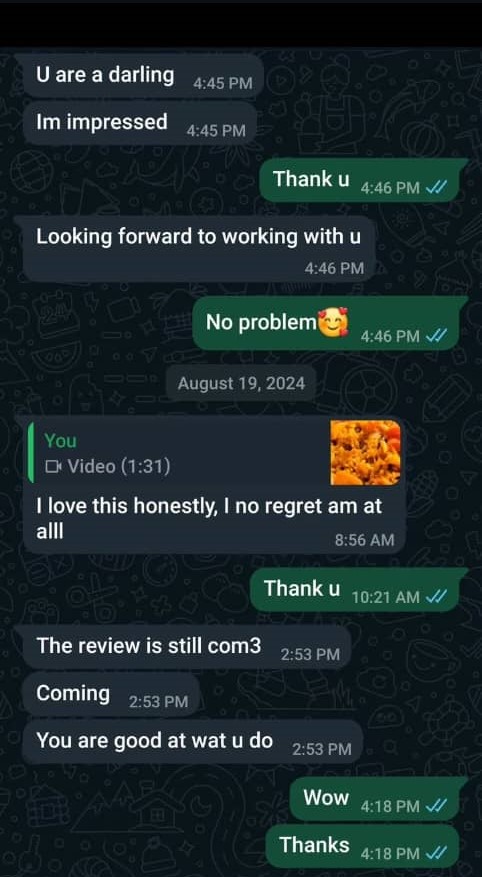 U are a darling 4:45 PM
Im impressed 4:45 PM
Thank u 4:46 PM
Looking forward to working with u
4:46 PM
No problem🥰 4:46 PM
August 19, 2024
You
Video (1:31)
I love this honestly, I no regret am at
alll
8:56 AM
Thank u 10:21 AM
The review is still com3 2:53 PM
Coming 2:53 PM
You are good at wat u do 2:53 PM
Wow 4:18 PM
Thanks 4:18 PM